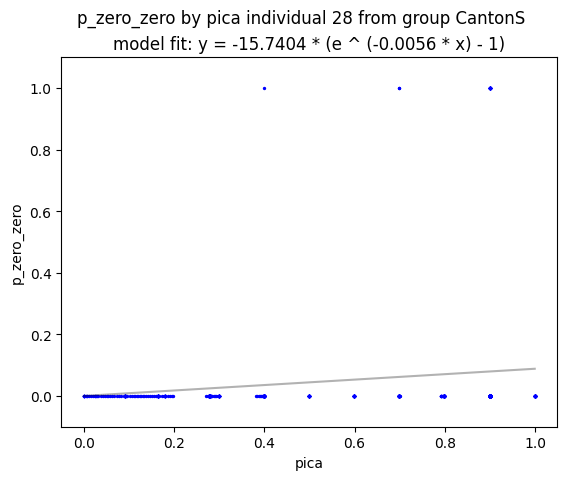 p_zero_zero by pica individual 28 from group CantonS
model fit: y = -15.7404 * (e ^ (-0.0056 * x) - 1)
1.0
0.8
0.6
0.4
0.2
0.0
p_zero_zero
0.0 0.2 0.4 0.6 0.8 1.0
pica